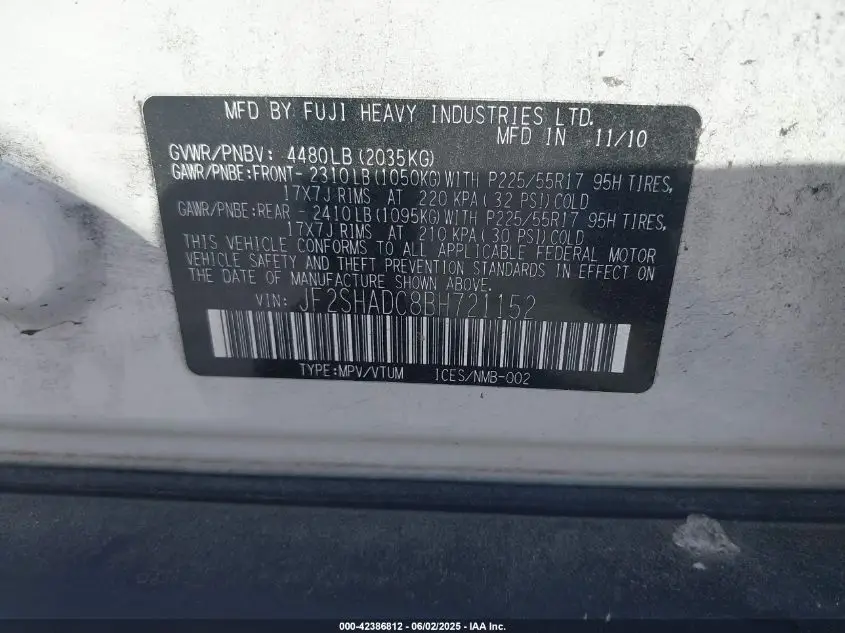 MFD BY FUJI HEAVY INDUSTRIES LTD.
MFD IN 11/10
GVWR/PNBV: 4480LB(2035KG)
GAWR/PNBE:FRONT- 2310LB(1050KG)WITH P225/55R17 95H TIRES,
17X7J RIMS AT 220 KPA(32 PSI)COLD
GAWR/PNBE:REAR - 2410LB(1095KG)WITH P225/55R17 95H TIRES,
17X7J RIMS AT 210 KPA(30 PSI)COLD
THIS VEHICLE CONFORMS TO ALL APPLICABLE FEDERAL MOTOR
VEHICLE SAFETY AND THEFT PREVENTION STANDARDS IN EFFECT ON
THE DATE OF MANUFACTURE SHOWN ABOVE.
VIN: JF2SHADC8BH721152
TYPE:MPV/VTUM ICES/NMB-002
000-42386812 - 06/02/2025 - IAA Inc.